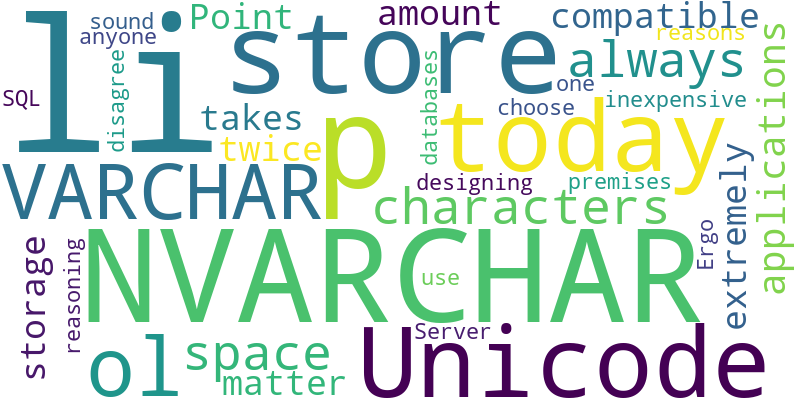 li
sound
anyone
Point
store
amount
compatible
reasons
always
applications
SQL
disagree
takes
twice
p
databases
today
choose
one
inexpensive
VARCHAR
characters
designing
premises
extremely
storage
reasoning
NVARCHAR
use
Ergo
ol
space
matter
Server
Unicode